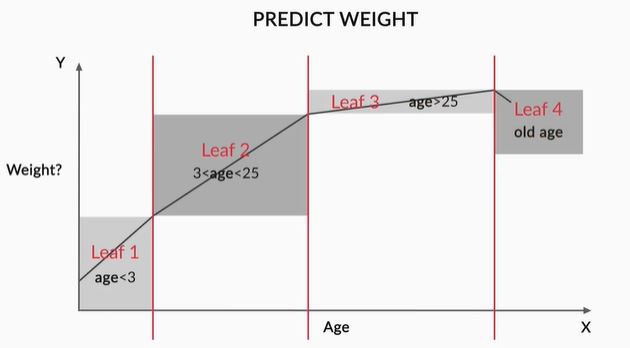 PREDICT WEIGHT
Y
Leaf 3 age>25
Leaf 4
old age
Leaf 2
3<age<25
Weight?
Leaf 1
age<3
Age
X